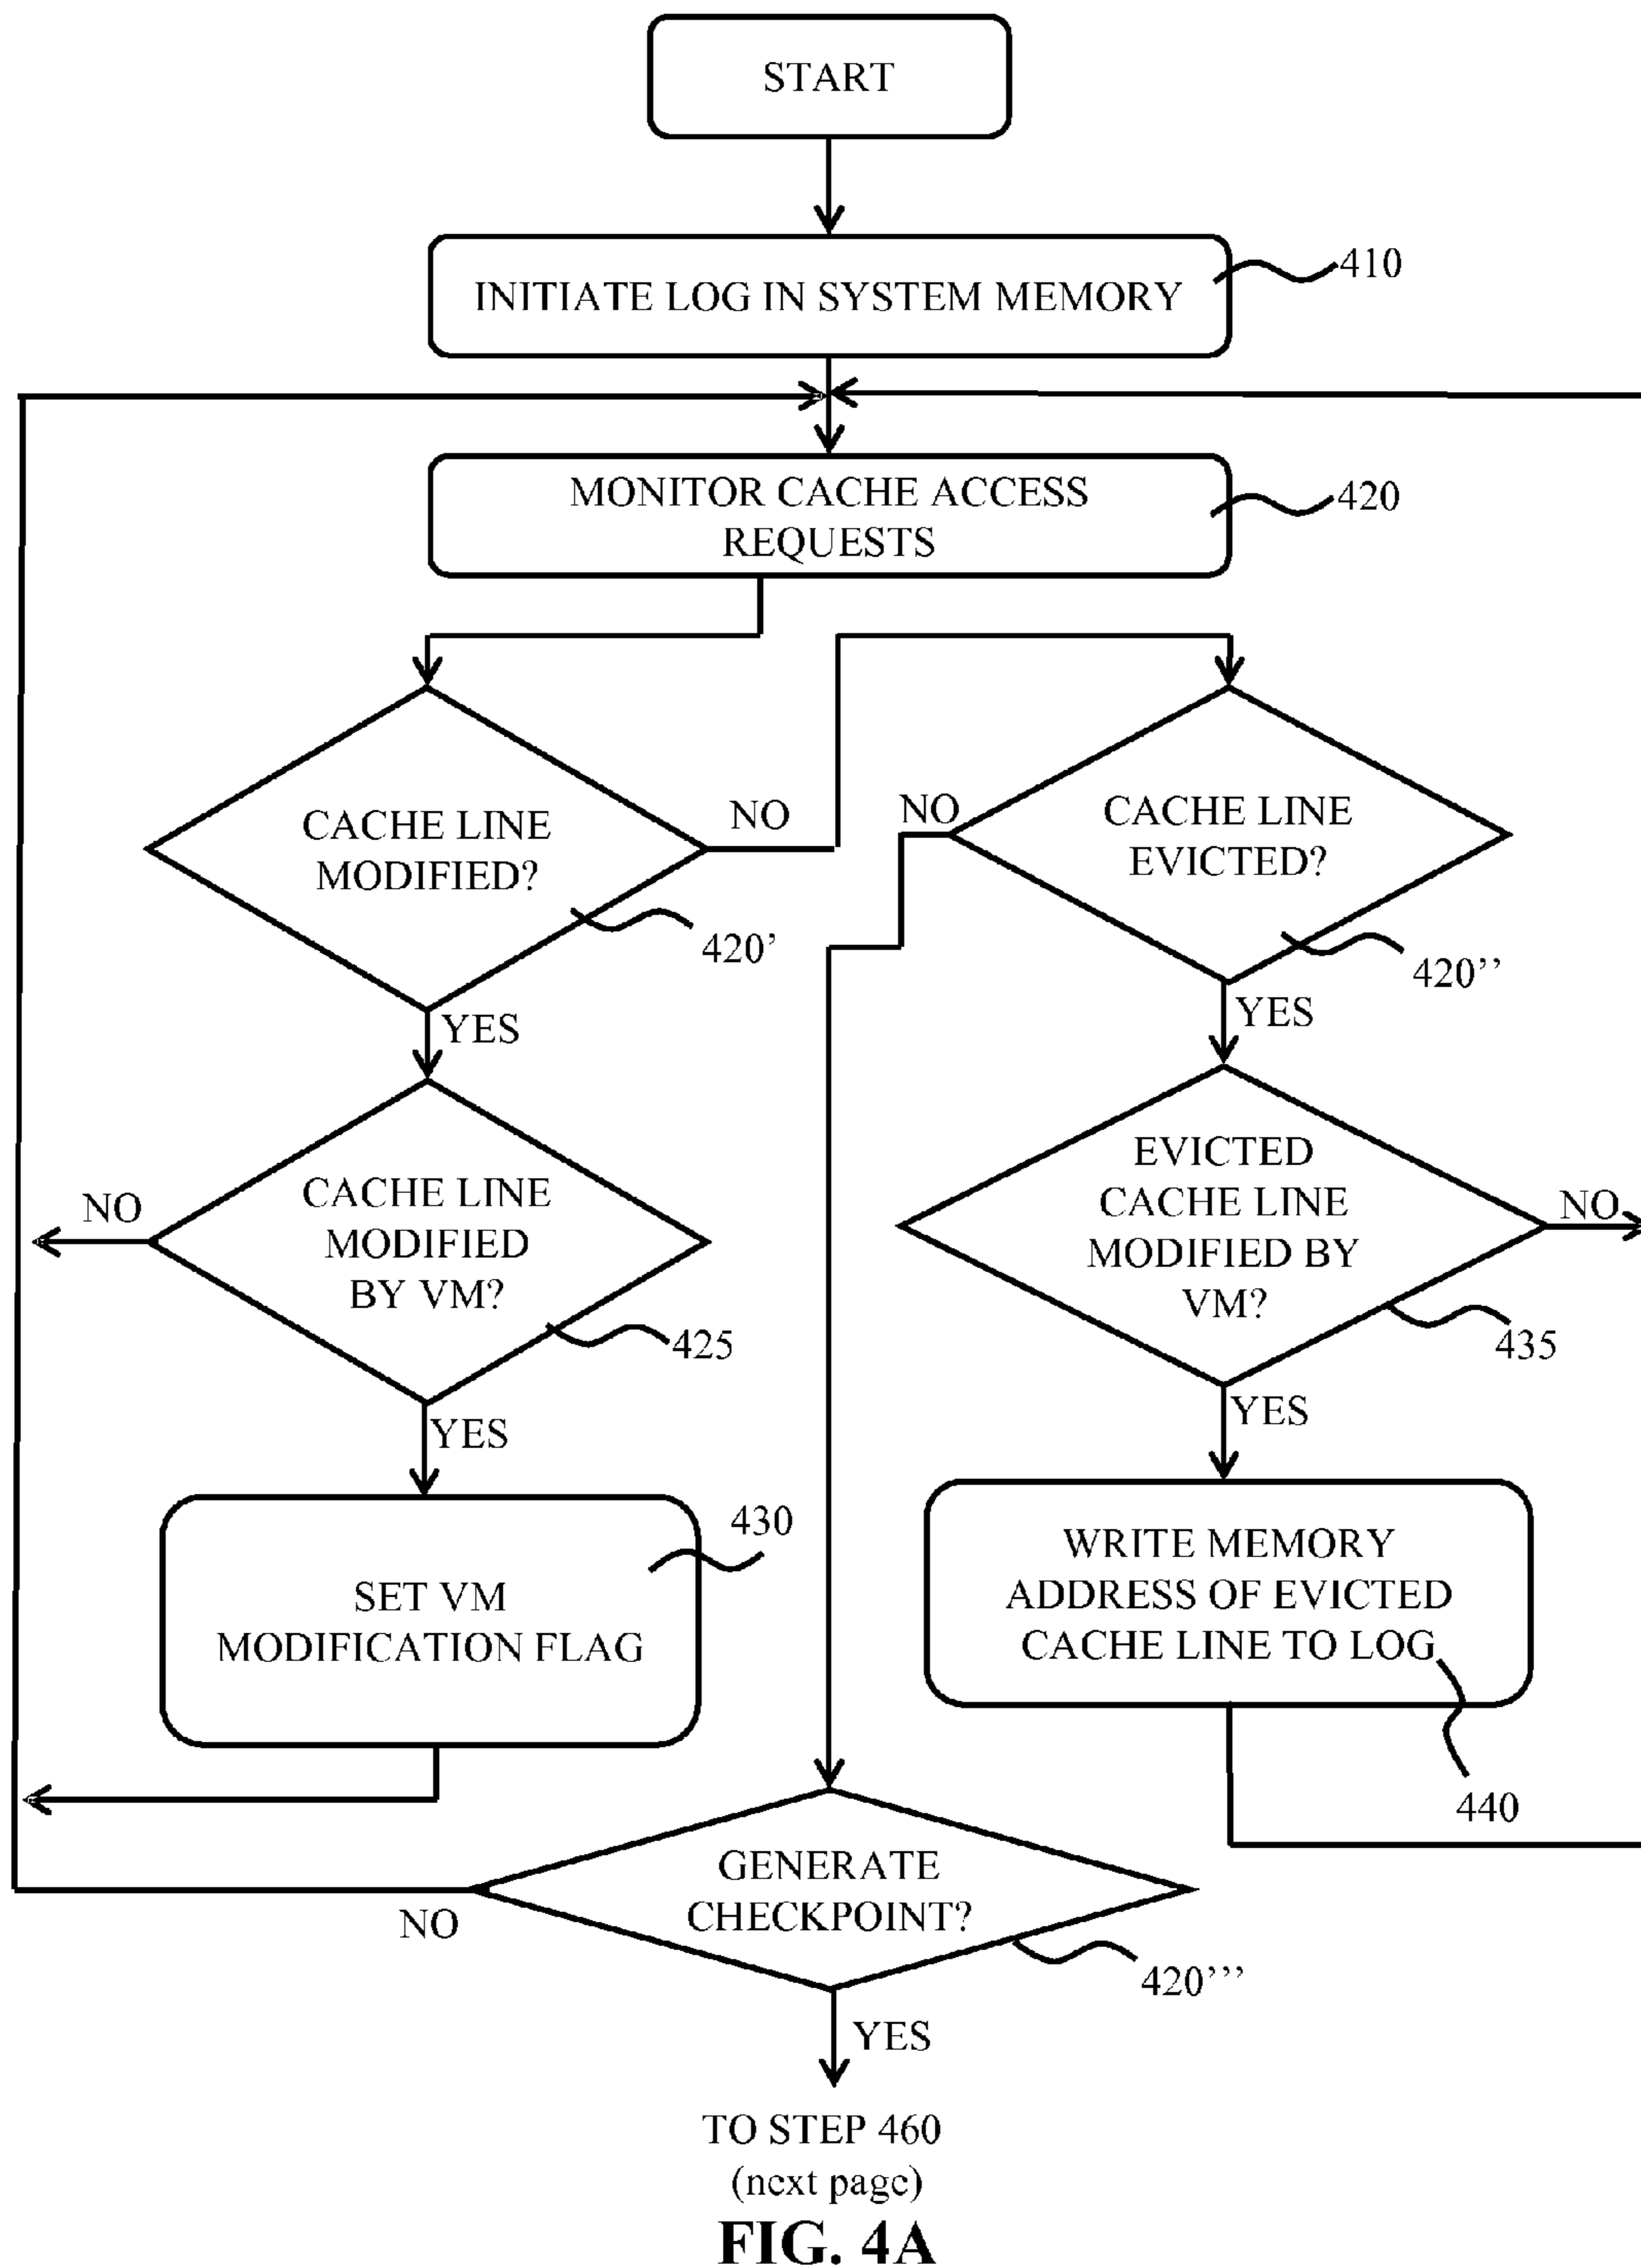 START
INITIATE LOG IN SYSTEM MEMORY
410
MONITOR CACHE ACCESS
REQUESTS
420
CACHE LINE
MODIFIED?
NO
420'
YES
NO
CACHE LINE
EVICTED?
420’’
YES
CACHE LINE
MODIFIED
BY VM?
NO
425
YES
EVICTED
CACHE LINE
MODIFIED BY
VM?
NO
435
YES
SET VM
MODIFICATION FLAG
430
WRITE MEMORY
ADDRESS OF EVICTED
CACHE LINE TO LOG
440
GENERATE
CHECKPOINT?
NO
420’’’
YES
TO STEP 460
(next page)
FIG. 4A